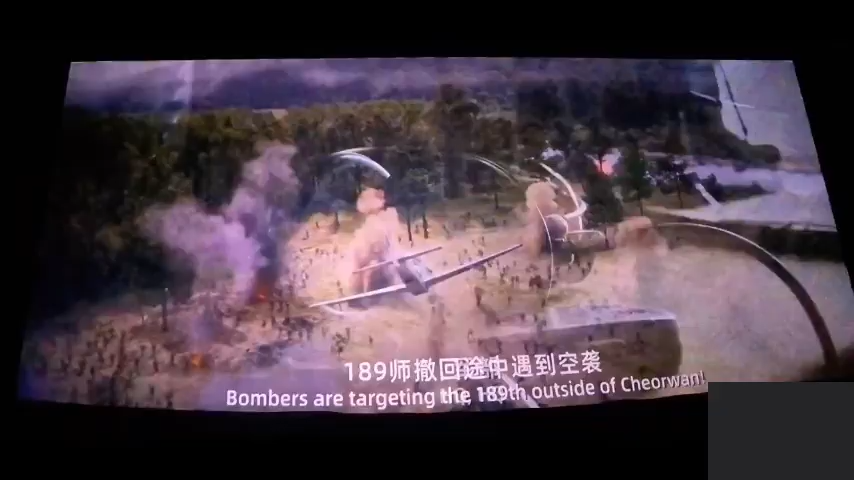 189师撤回途中遇到空袭
Bombers are targeting the 189th outside of Cheorwan!